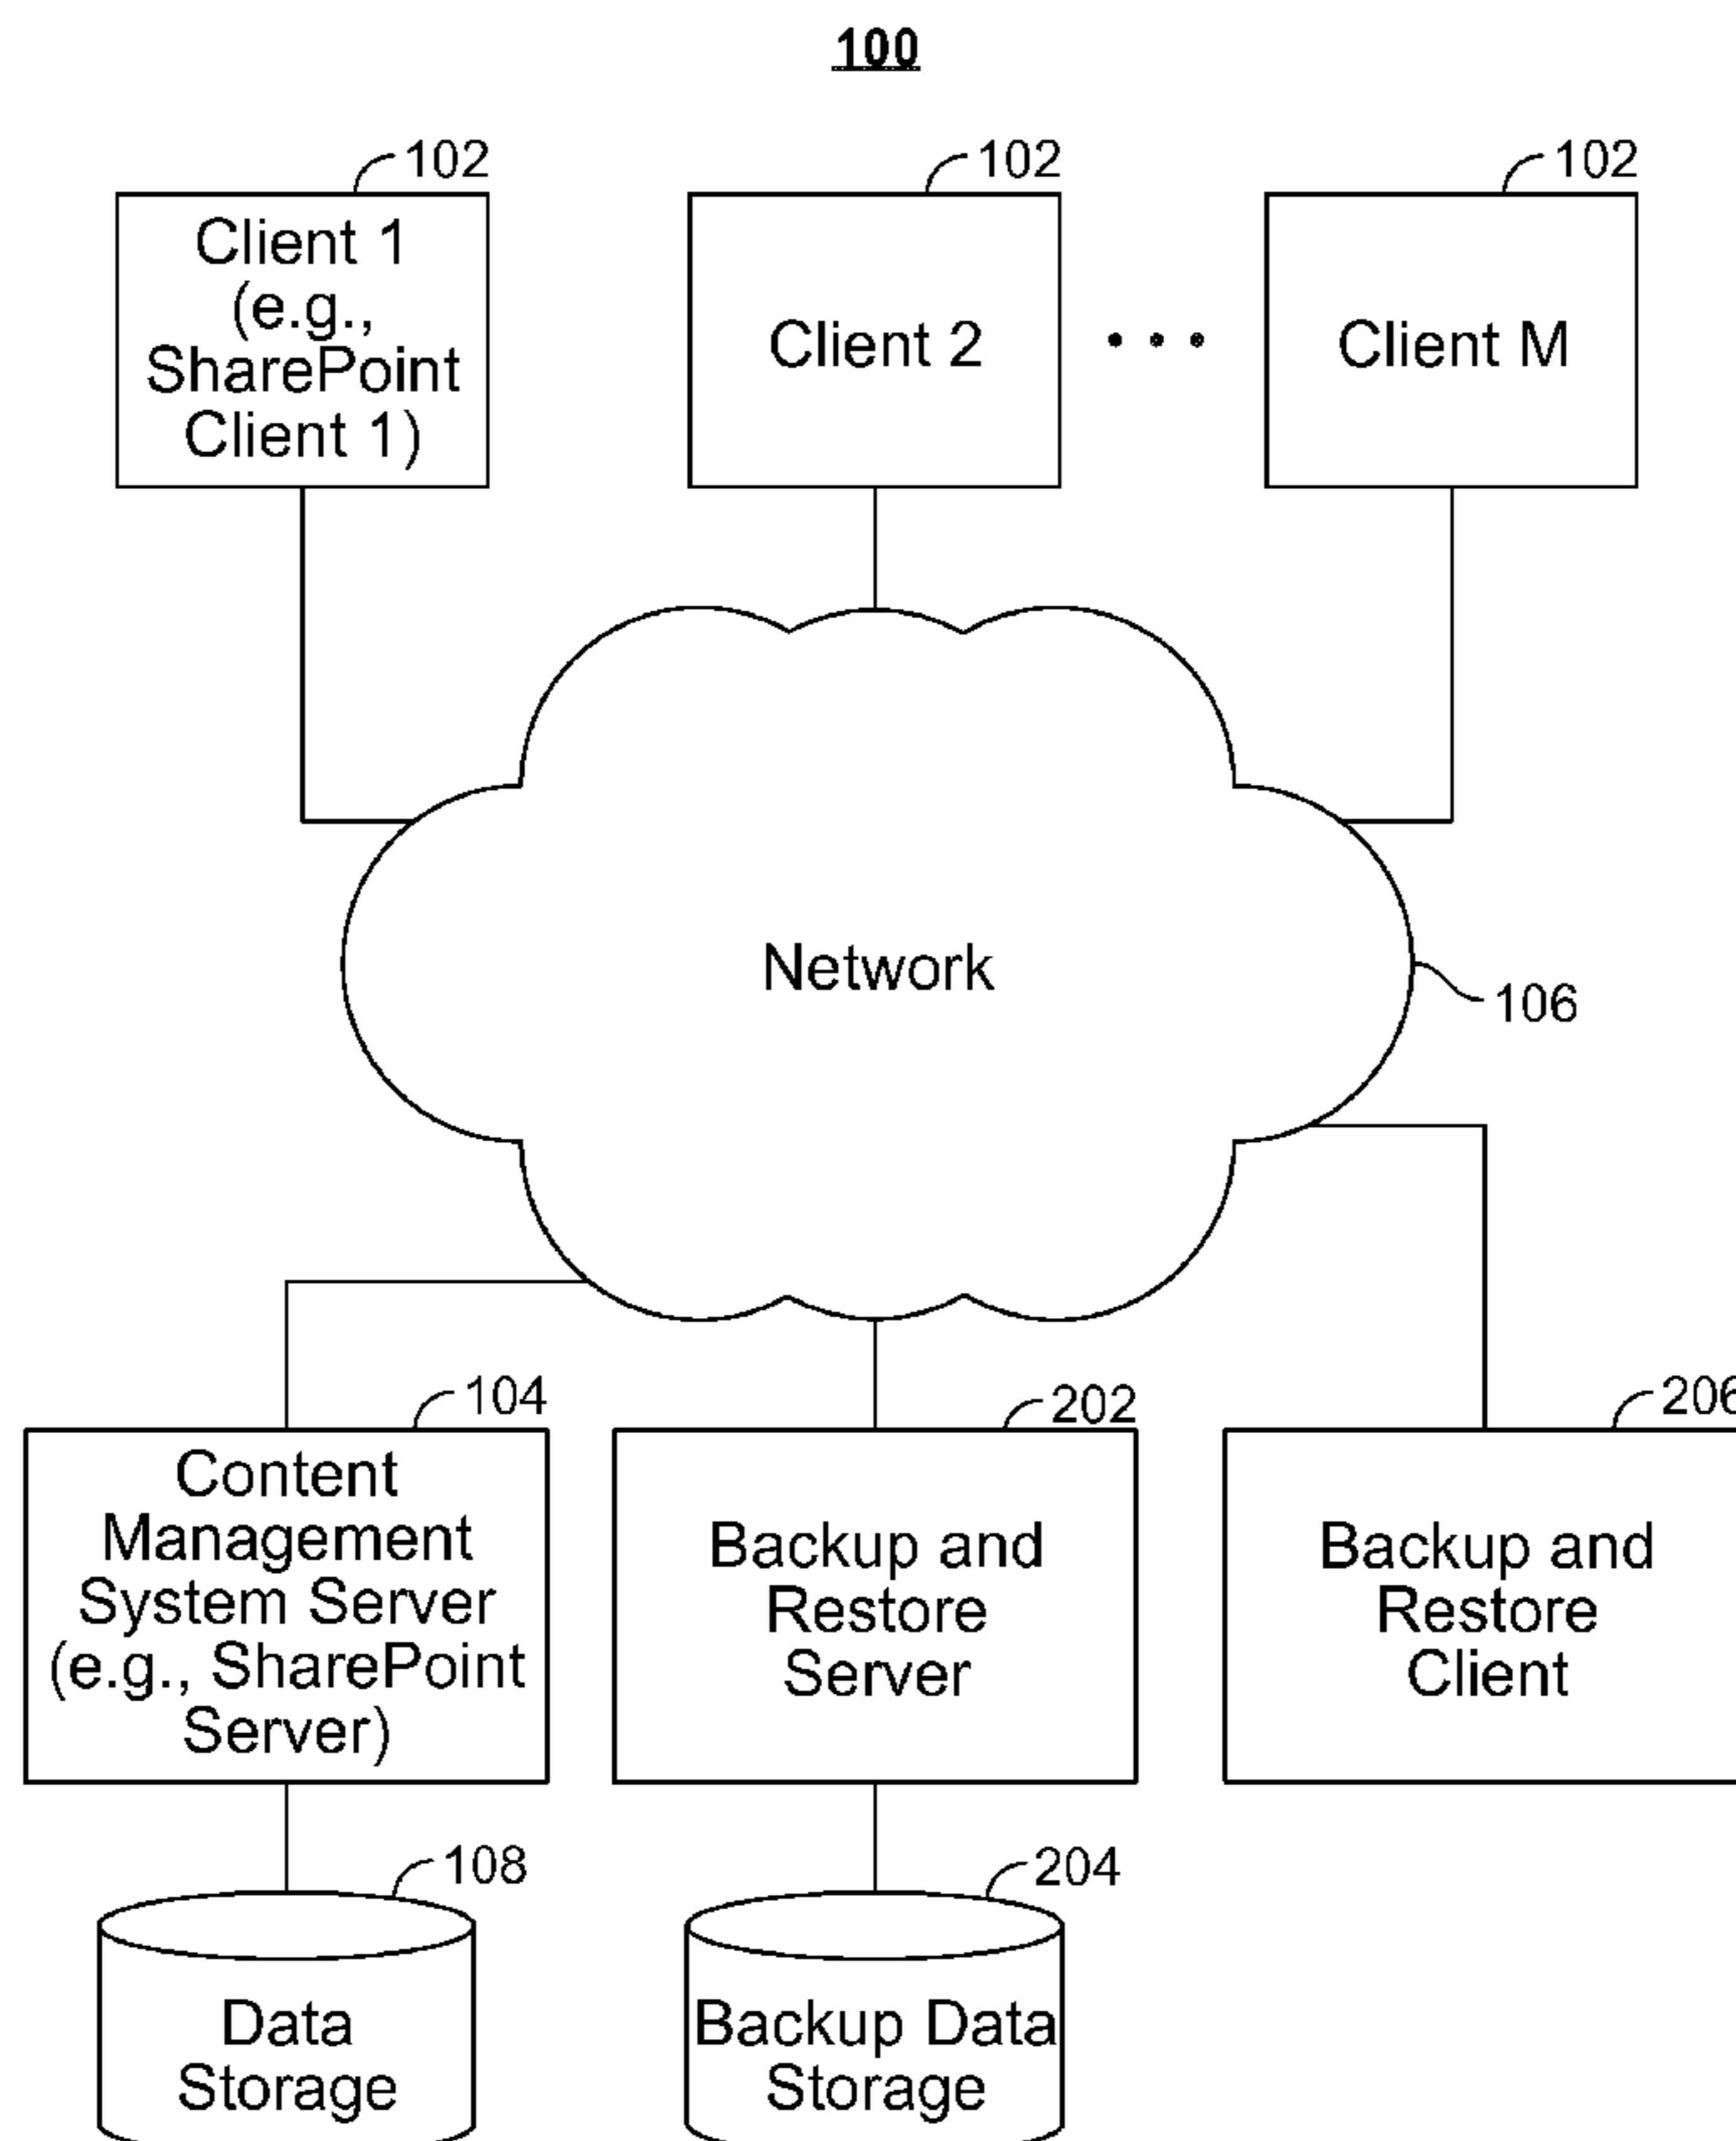 100
102
102
102
Client 1
(e.g.,
SharePoint
Client 1)
Client 2
• • •
Client M
Network
106
104
202
206
Content
Management
System Server
(e.g., SharePoint
Server)
Backup and
Restore
Server
Backup and
Restore
Client
108
204
Data
Storage
Backup Data
Storage